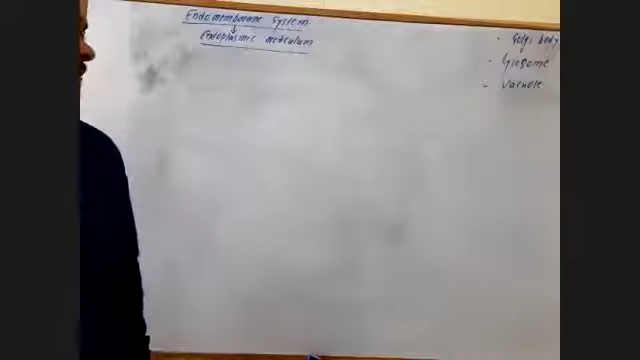 Endomembrane System
Endoplasmic reticulum
- Golgi body
- Lysosome
- Vacuole